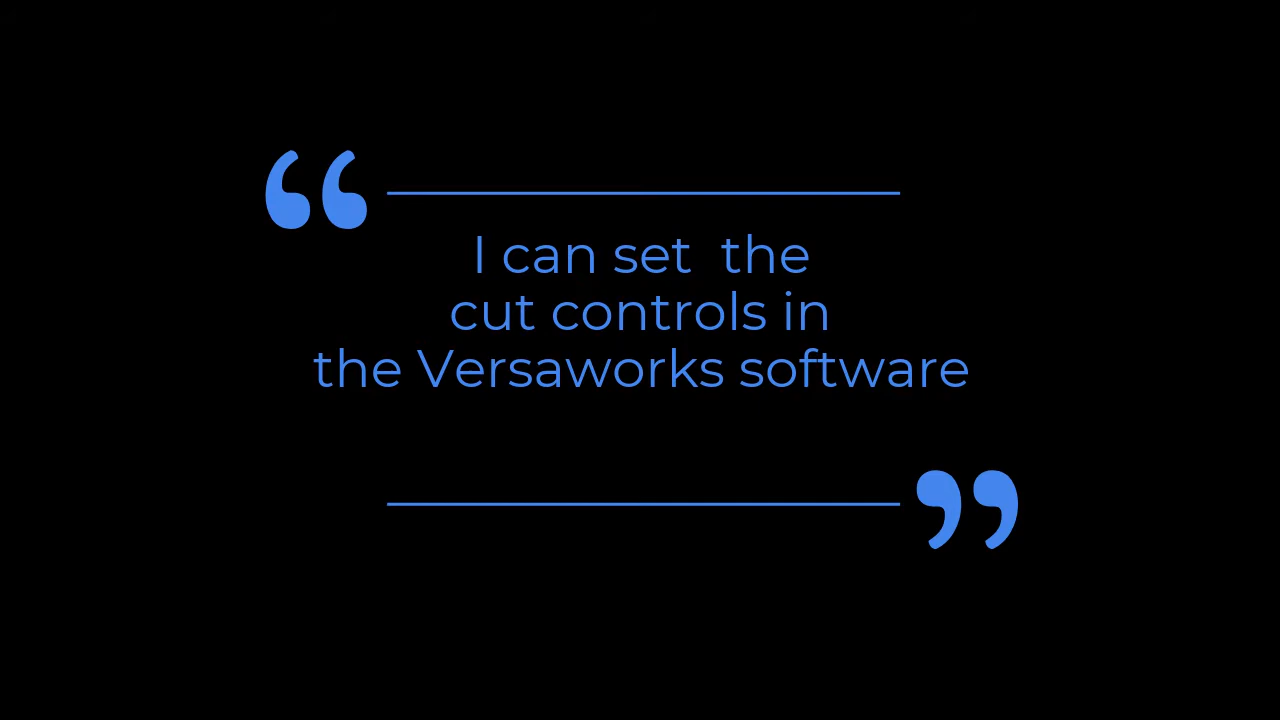 I can set  the
cut controls in
the Versaworks software